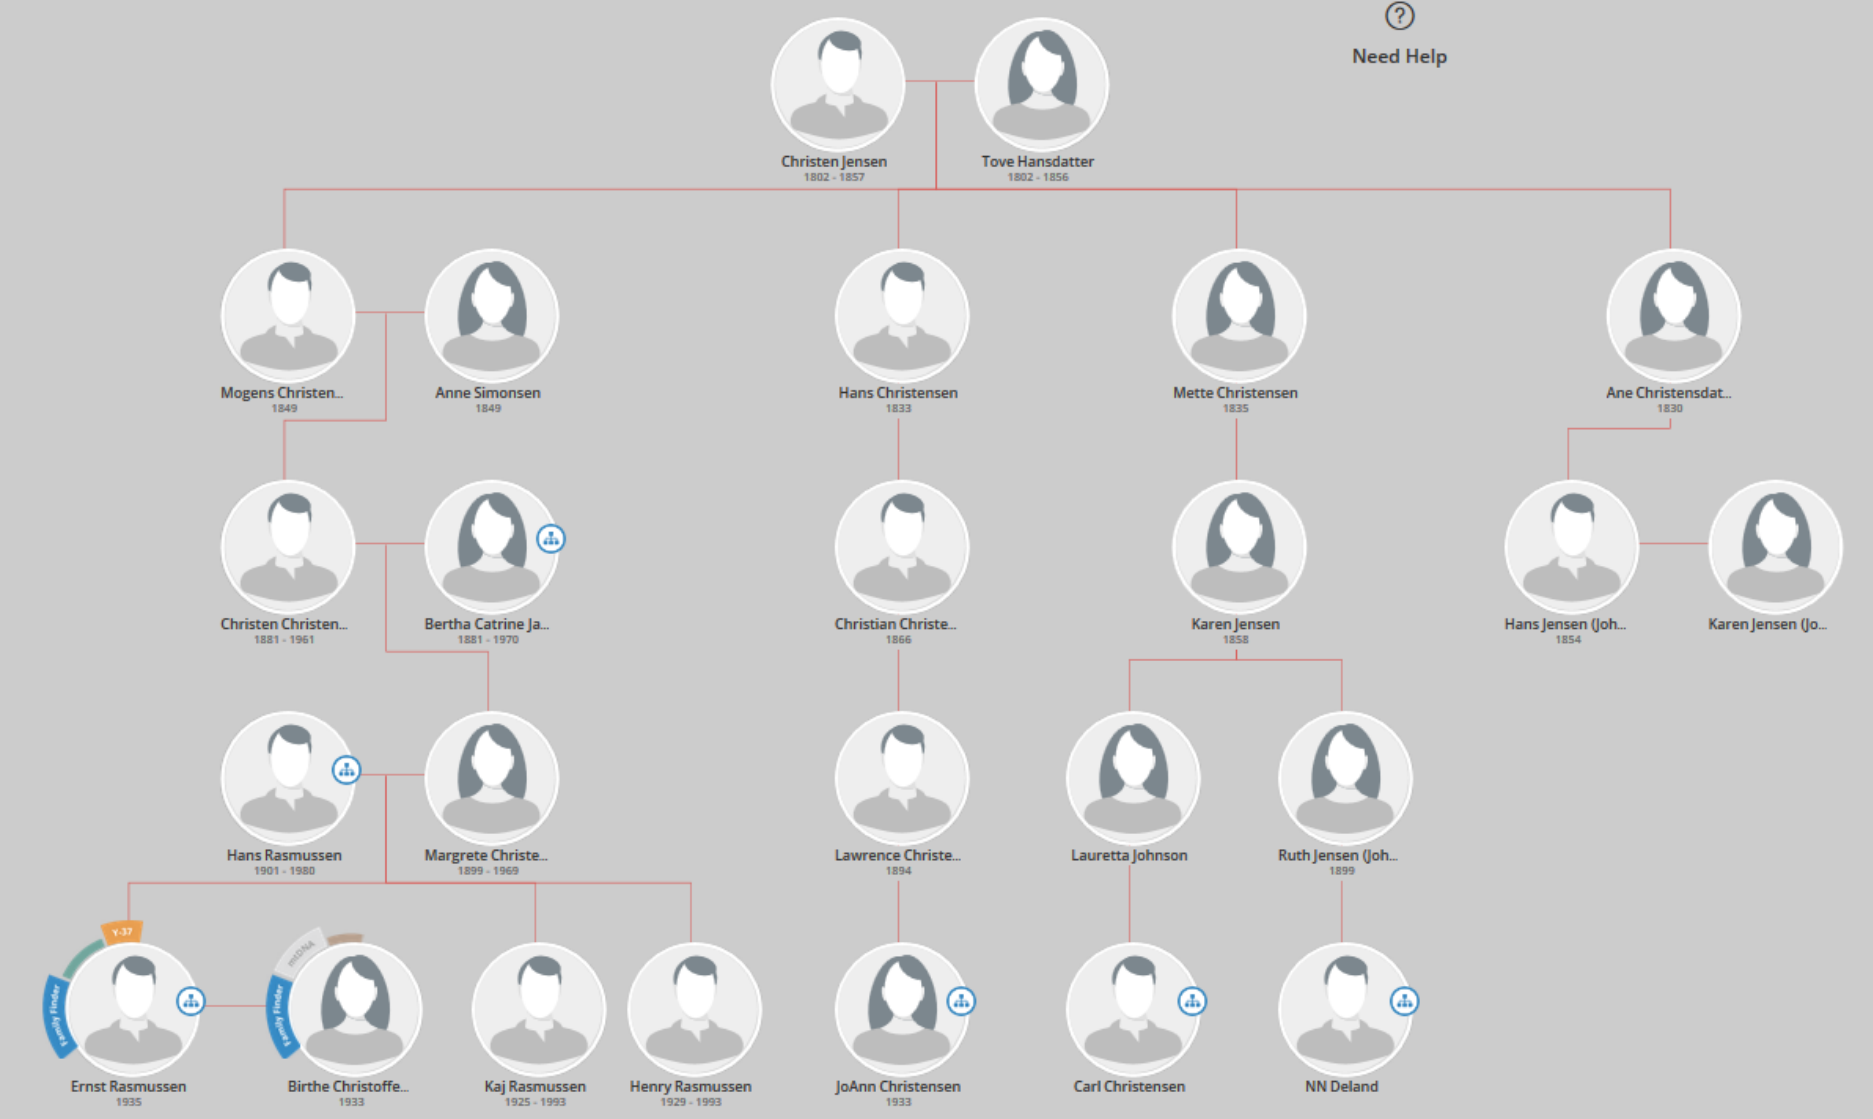 ?
Need Help
Christen Jensen
1802 - 1857
Tove Hansdatter
1802 - 1856
Mogens Christen...
1849
Anne Simonsen
1849
Hans Christensen
1833
Mette Christensen
1835
Ane Christensdat...
1830
Christen Christen...
1881 - 1961
Bertha Catrine Ja...
1881 - 1970
Christian Christe...
1866
Karen Jensen
1858
Hans Jensen (Joh...
1854
Karen Jensen (Jo...
Hans Rasmussen
1901 - 1980
Margrete Christe...
1899 - 1969
Lawrence Christe...
1894
Lauretta Johnson
Ruth Jensen (Joh...
1899
Y-37
Family Finder
mtDNA
Family Finder
Ernst Rasmussen
1935
Birthe Christoffe...
1933
Kaj Rasmussen
1925 - 1993
Henry Rasmussen
1929 - 1993
JoAnn Christensen
1933
Carl Christensen
NN Deland